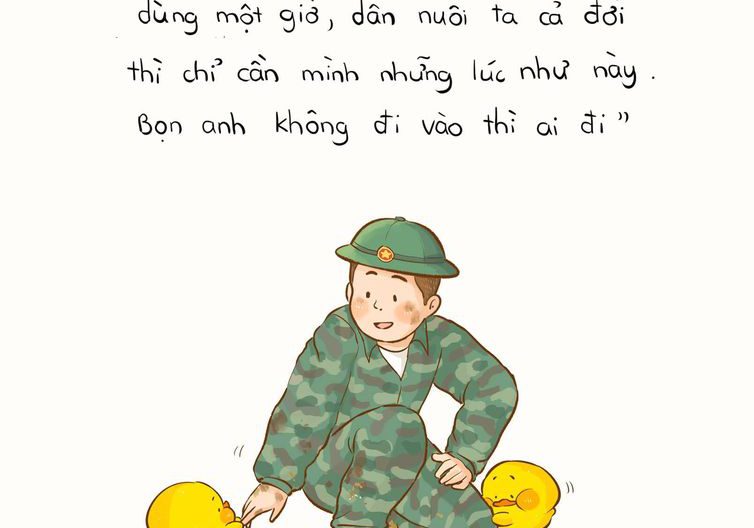 dùng một giờ, dân nuôi ta cả đời
thì chỉ cần mình những lúc như này.
Bọn anh không đi vào thì ai đi”